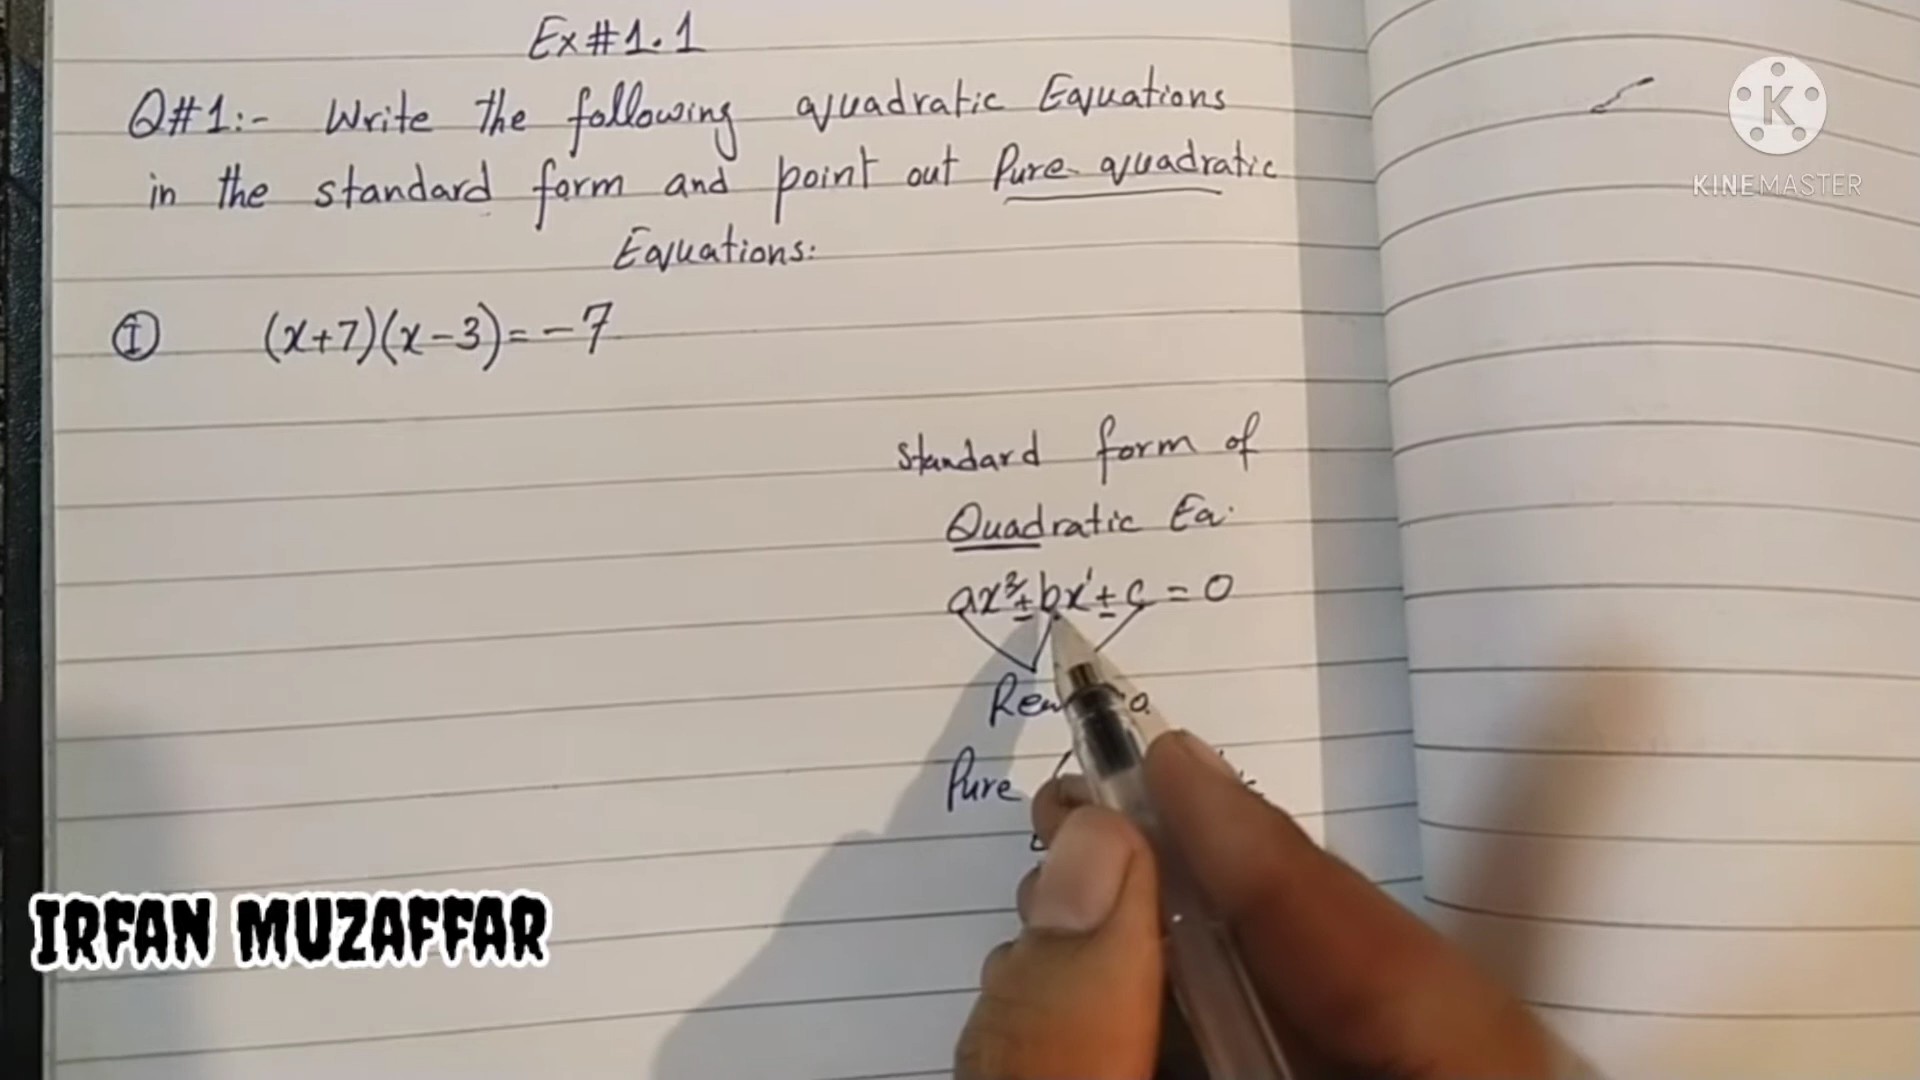 Ex#1.1
Q#1:- Write the following quadratic Equations
in the standard form and point out Pure quadratic
Equations:
I (x+7)(x-3)=-7
K
KINEMASTER
Standard form of
Quadratic Eq.
ax²+bx¹+c=0
Pure
IRFAN MUZAFFAR